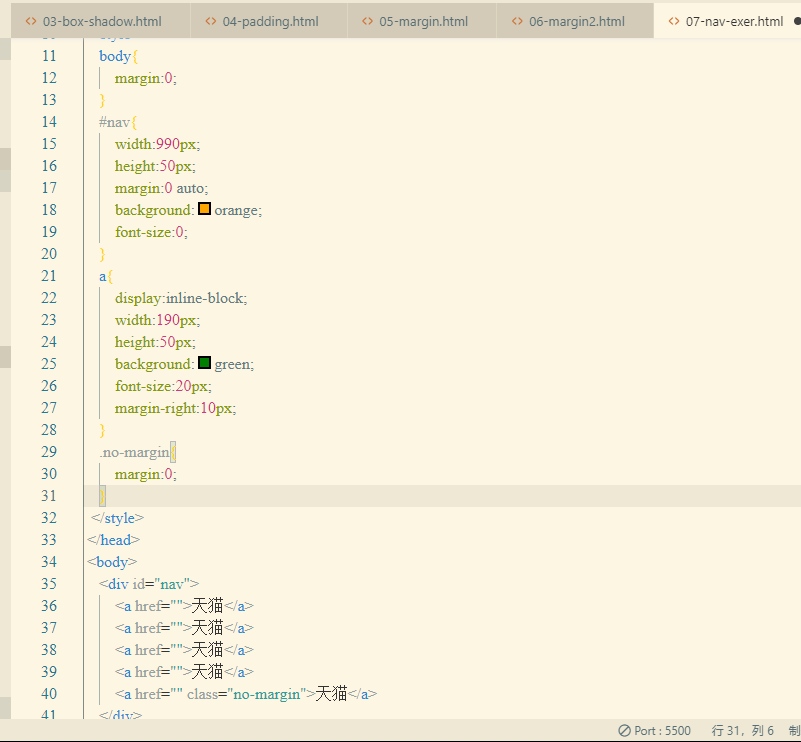 03-box-shadow.html 04-padding.html 05-margin.html 06-margin2.html 07-nav-exer.html
11 body{
12 margin:0;
13 }
14 #nav{
15 width:990px;
16 height:50px;
17 margin:0 auto;
18 background: orange;
19 font-size:0;
20 }
21 a{
22 display:inline-block;
23 width:190px;
24 height:50px;
25 background: green;
26 font-size:20px;
27 margin-right:10px;
28 }
29 .no-margin{
30 margin:0;
31 }
32 </style>
33 </head>
34 <body>
35 <div id="nav">
36 <a href="">天猫</a>
37 <a href="">天猫</a>
38 <a href="">天猫</a>
39 <a href="">天猫</a>
40 <a href="" class="no-margin">天猫</a>
41 </div>
Port : 5500 行 31，列 6 制